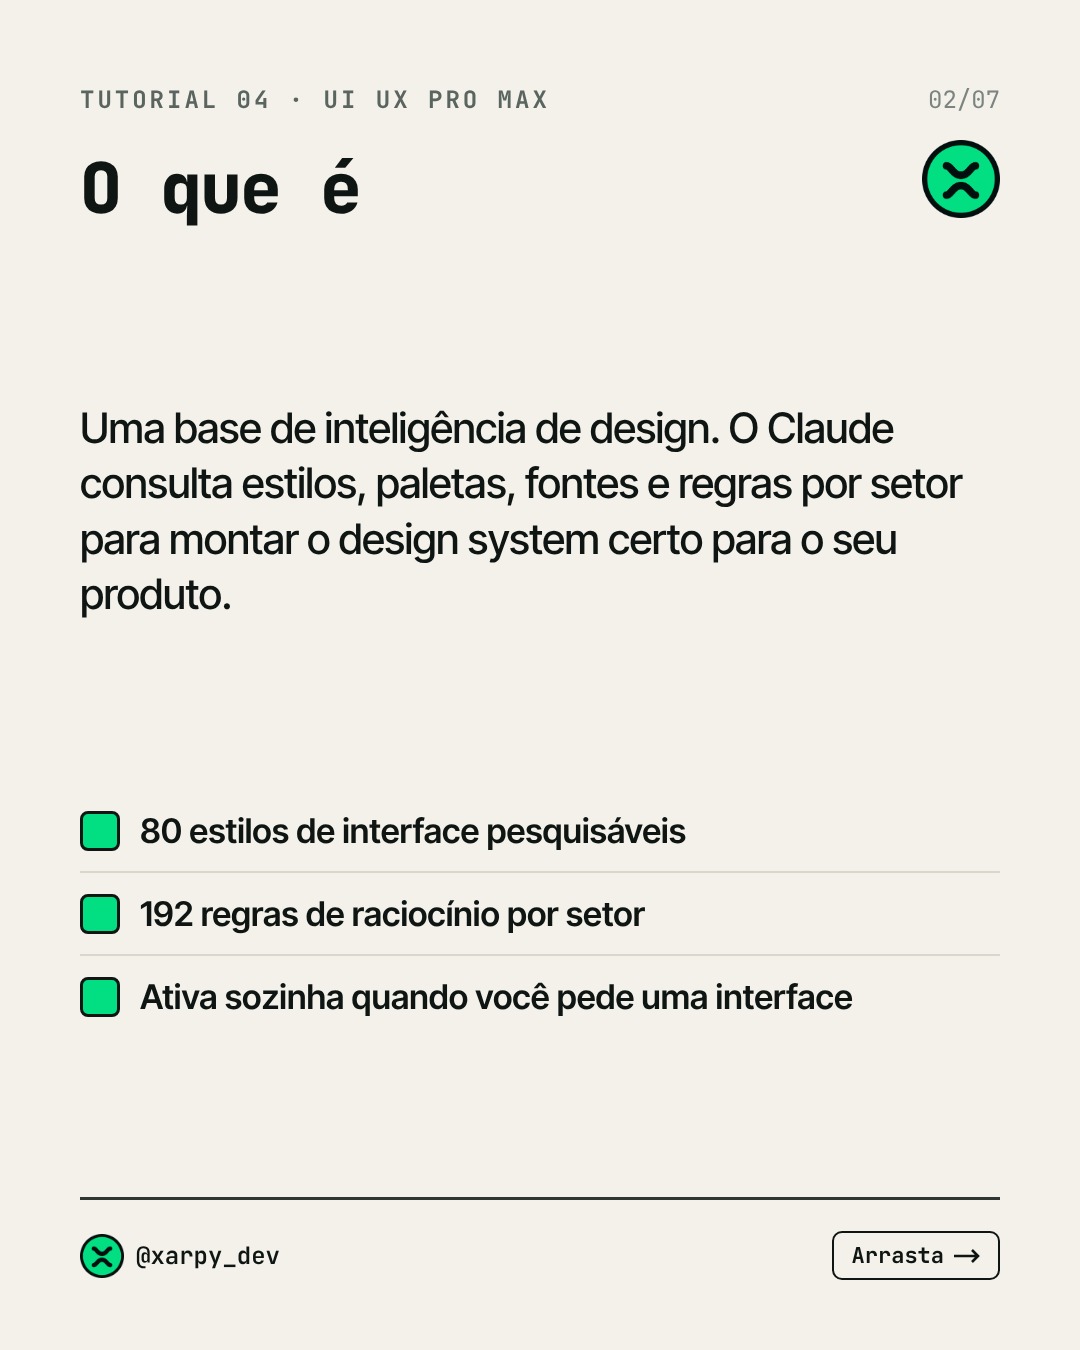 TUTORIAL 04 · UI UX PRO MAX
02/07
O que é
Uma base de inteligência de design. O Claude
consulta estilos, paletas, fontes e regras por setor
para montar o design system certo para o seu
produto.
80 estilos de interface pesquisáveis
192 regras de raciocínio por setor
Ativa sozinha quando você pede uma interface
@xarpy_dev
Arrasta →